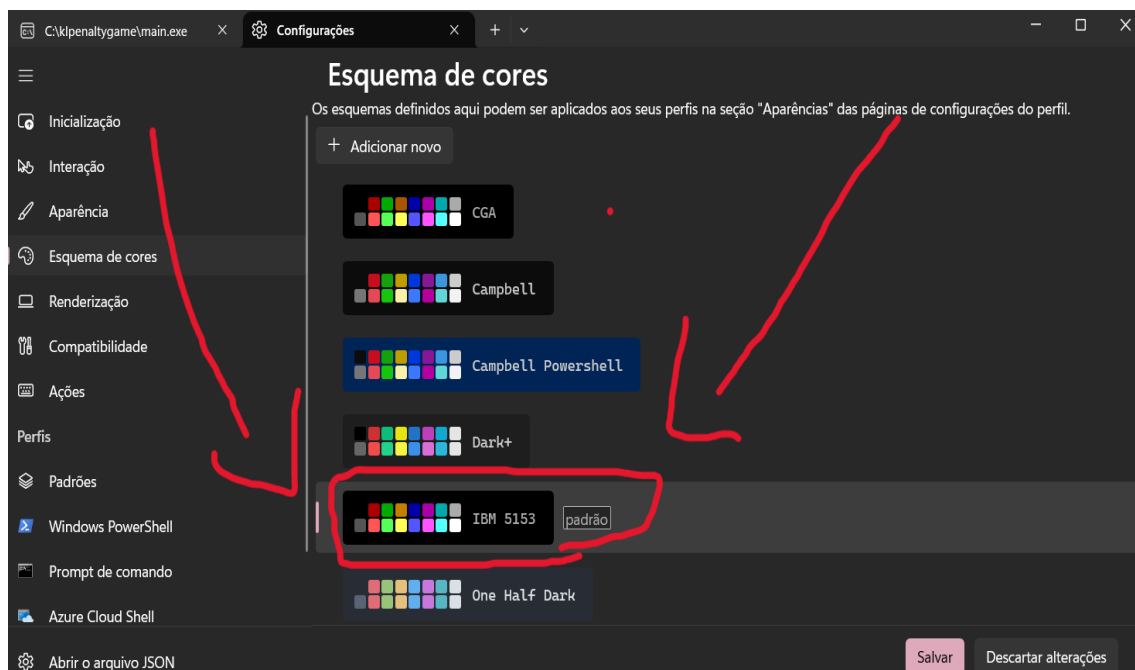 C:\klpenaltygame\main.exe
Configurações
Esquema de cores
Os esquemas definidos aqui podem ser aplicados aos seus perfis na seção "Aparências" das páginas de configurações do perfil.
Inicialização
Interação
Aparência
Esquema de cores
Renderização
Compatibilidade
Ações
Perfis
Padrões
Windows PowerShell
Prompt de comando
Azure Cloud Shell
Abrir o arquivo JSON
+ Adicionar novo
CGA
Campbell
Campbell Powershell
Dark+
IBM 5153 padrão
One Half Dark
Salvar Descartar alterações